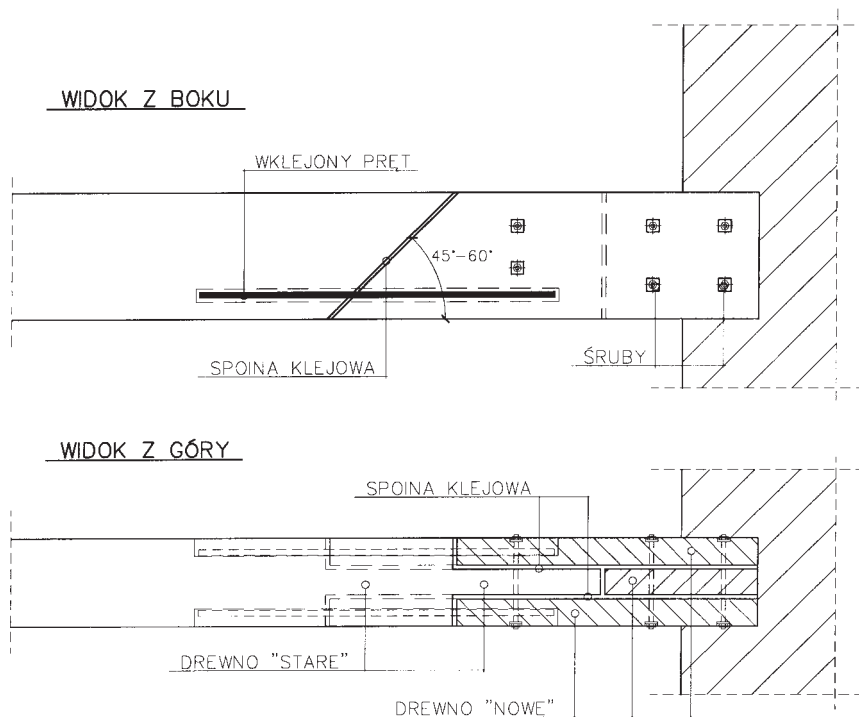 WIDOK Z BOKU
WKLEJONY PRĘT
45°-60°
SPOINA KLEJOWA
ŚRUBY
WIDOK Z GÓRY
SPOINA KLEJOWA
DREWNO "STARE"
DREWNO "NOWE"